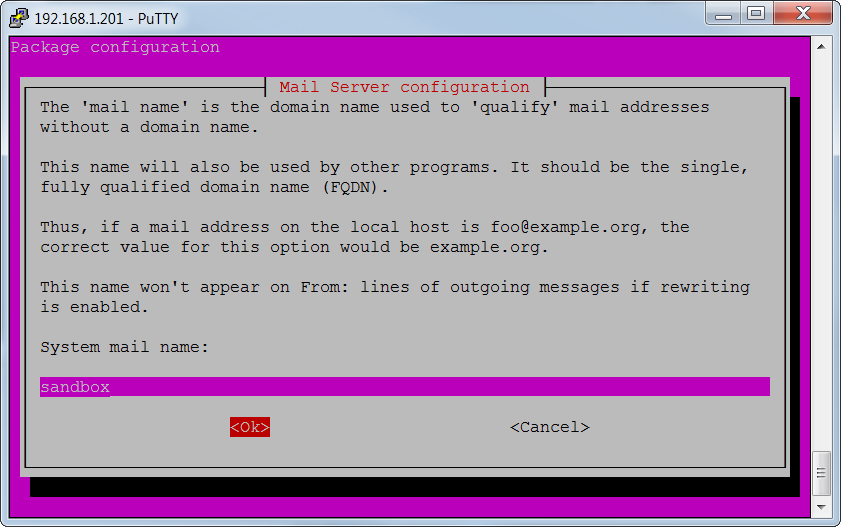 192.168.1.201 - PuTTY
Package configuration
Mail Server configuration
The 'mail name' is the domain name used to 'qualify' mail addresses
without a domain name.
This name will also be used by other programs. It should be the single,
fully qualified domain name (FQDN).
Thus, if a mail address on the local host is foo@example.org, the
correct value for this option would be example.org.
This name won't appear on From: lines of outgoing messages if rewriting
is enabled.
System mail name:
sandbox
<Ok> <Cancel>